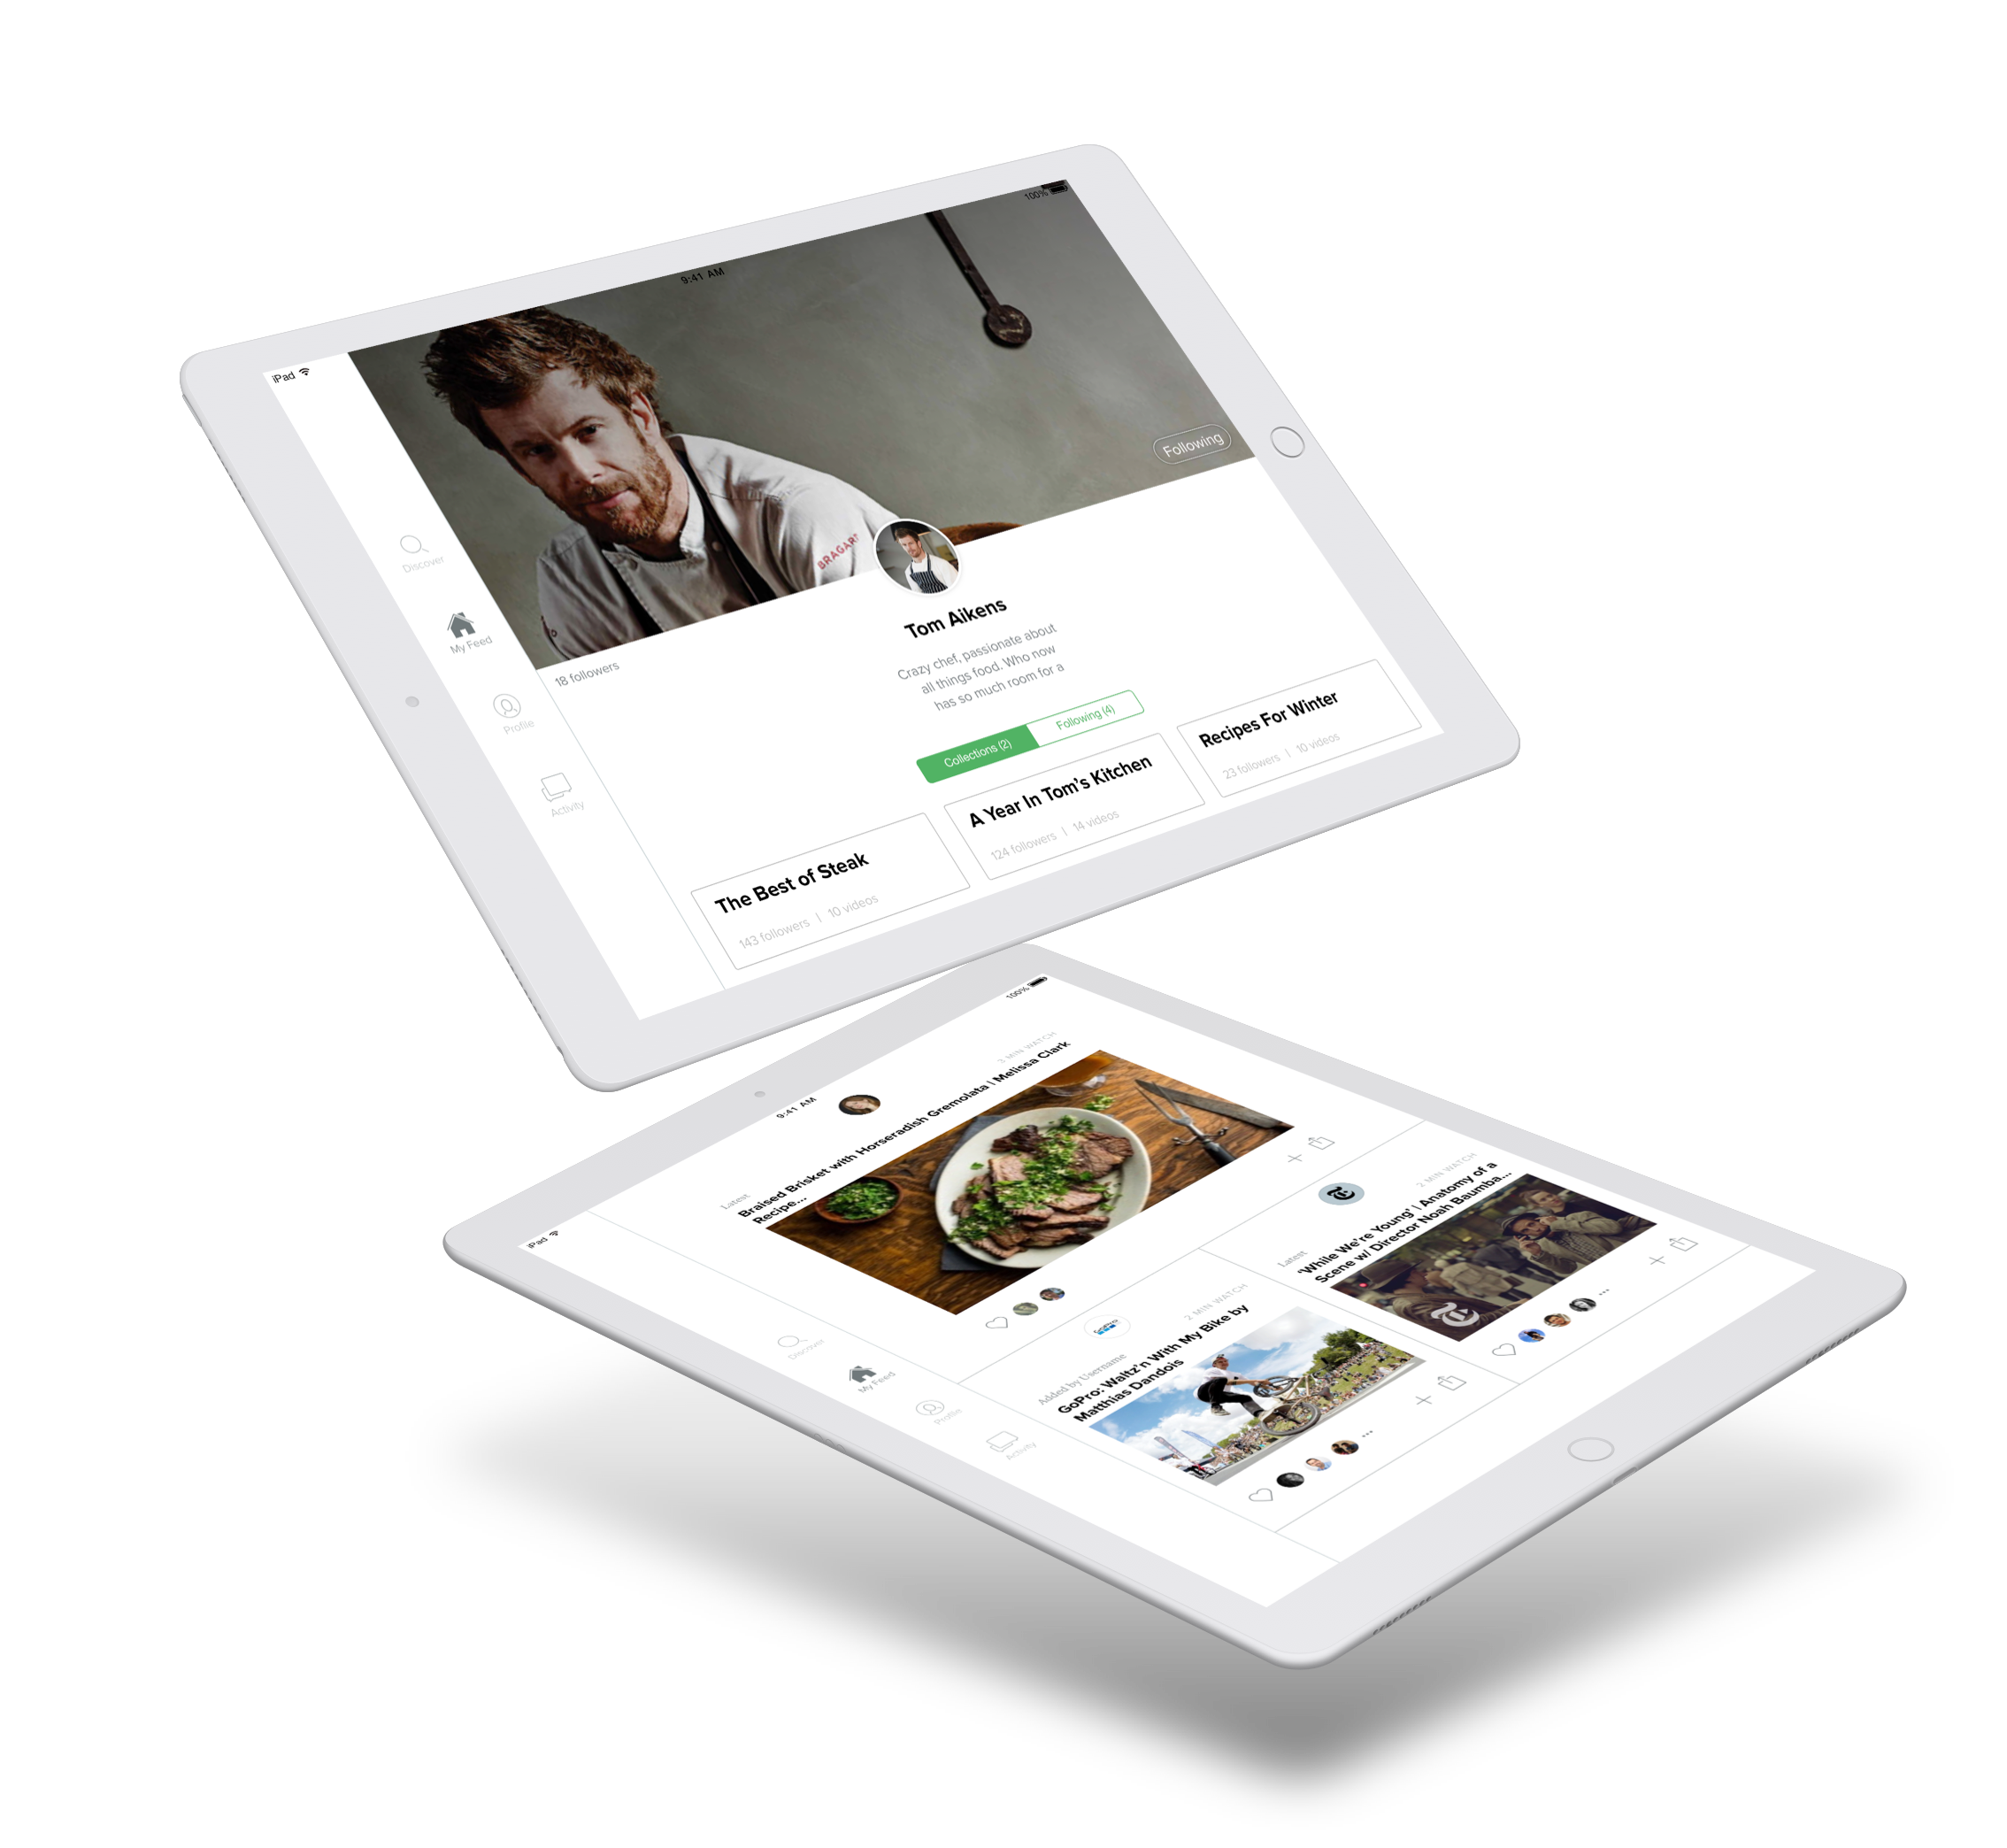 iPad
9:41 AM
100%
Following
BRAGARD
Discover
My Feed
Profile
Activity
18 followers
Tom Aikens
Crazy chef, passionate about
all things food. Who now
has so much room for a
Collections (2)
Following (4)
The Best of Steak
143 followers | 10 videos
A Year In Tom's Kitchen
124 followers | 14 videos
Recipes For Winter
23 followers | 10 videos
iPad
9:41 AM
100%
Discover
My Feed
Profile
Activity
Latest
3 MIN WATCH
Braised Brisket with Horseradish Gremolata | Melissa Clark
Recipe...
GoPro
Added by Username
2 MIN WATCH
GoPro: Waltz'n With My Bike by
Matthias Dandois
T
Latest
2 MIN WATCH
'While We're Young' | Anatomy of a
Scene w/ Director Noah Baumba...
T